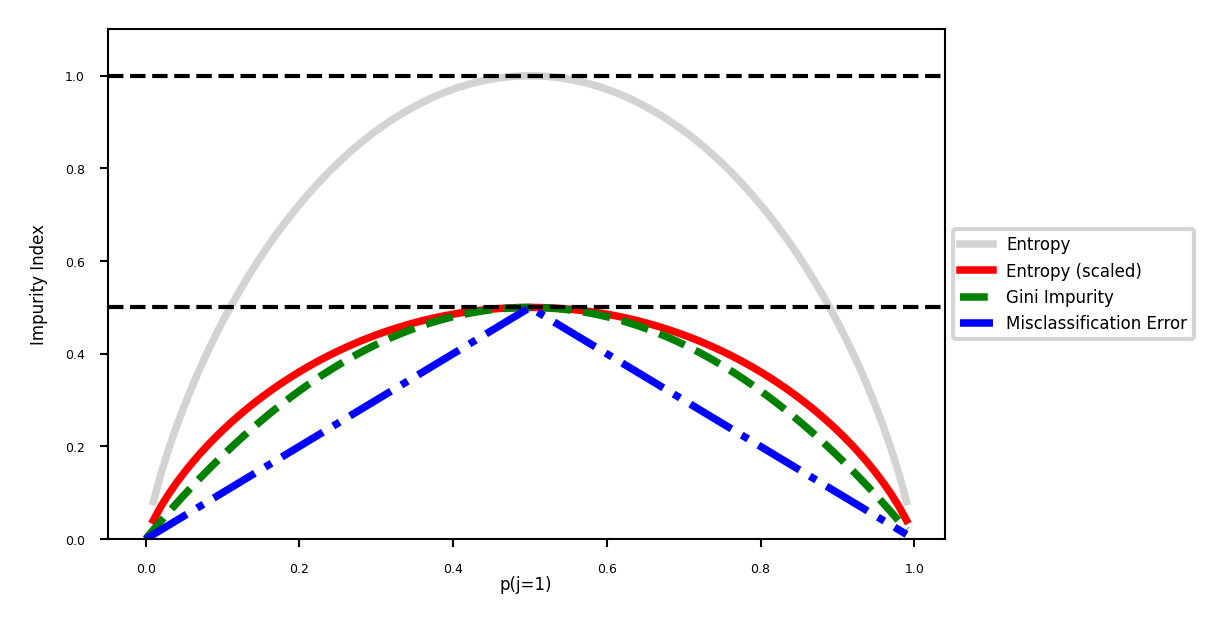 1.0
0.8
0.6
0.4
0.2
0.0
Impurity Index
0.0 0.2 0.4 0.6 0.8 1.0
p(j=1)
Entropy
Entropy (scaled)
Gini Impurity
Misclassification Error